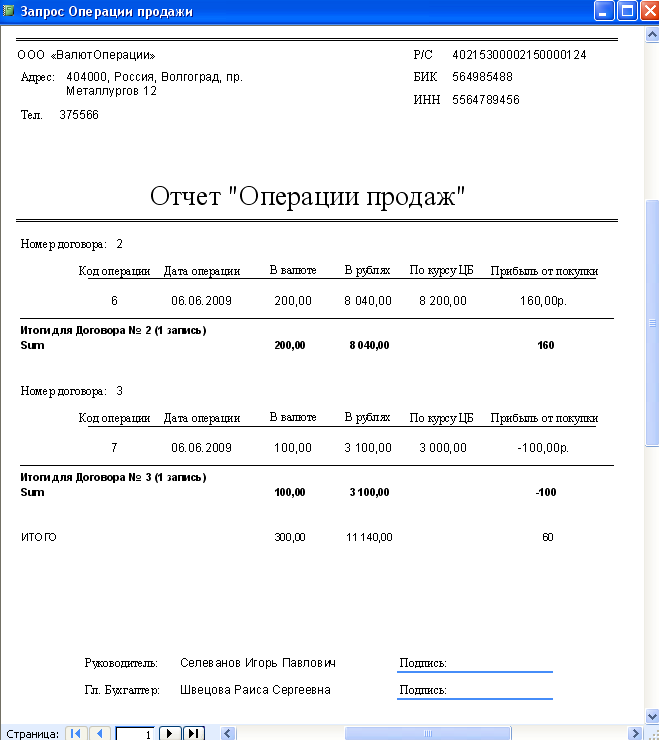 Запрос Операции продажи
ООО «ВалютОперации» Р/С 40215300002150000124
Адрес: 404000, Россия, Волгоград, пр. БИК 564985488
Металлургов 12
ИНН 5564789456
Тел. 375566
Отчет "Операции продаж"
Номер договора: 2
Код операции Дата операции В валюте В рублях По курсу ЦБ Прибыль от покупки
6 06.06.2009 200,00 8 040,00 8 200,00 160,00р.
Итоги для Договора № 2 (1 запись)
Sum 200,00 8 040,00 160
Номер договора: 3
Код операции Дата операции В валюте В рублях По курсу ЦБ Прибыль от покупки
7 06.06.2009 100,00 3 100,00 3 000,00 -100,00р.
Итоги для Договора № 3 (1 запись)
Sum 100,00 3 100,00 -100
ИТОГО 300,00 11 140,00 60
Руководитель: Селеванов Игорь Павлович Подпись:
Гл. Бухгалтер: Швецова Раиса Сергеевна Подпись:
Страница: 1